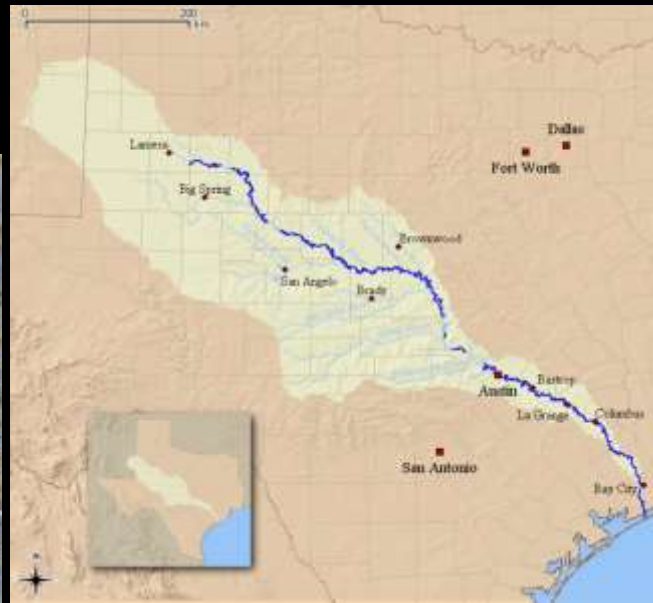 0
200
km
Lamesa
Big Spring
Dallas
Fort Worth
Brownwood
San Angelo
Brady
Bastrop
Austin
La Grange
Columbus
San Antonio
Bay City